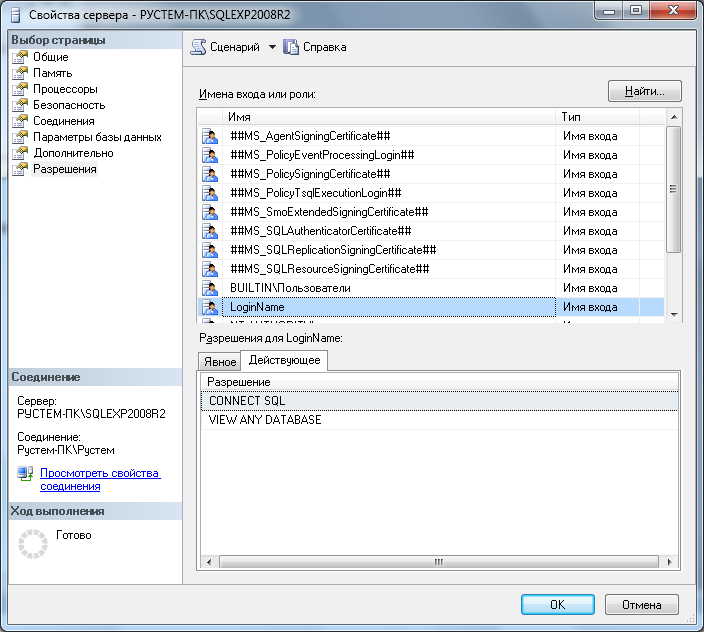 Свойства сервера - РУСТЕМ-ПК\SQLEXP2008R2
Выбор страницы
Общие
Память
Процессоры
Безопасность
Соединения
Параметры базы данных
Дополнительно
Разрешения
Сценарий
Справка
Имена входа или роли:
Найти...
Имя Тип
##MS_AgentSigningCertificate## Имя входа
##MS_PolicyEventProcessingLogin## Имя входа
##MS_PolicySigningCertificate## Имя входа
##MS_PolicyTsqlExecutionLogin## Имя входа
##MS_SmoExtendedSigningCertificate## Имя входа
##MS_SQLAuthenticatorCertificate## Имя входа
##MS_SQLReplicationSigningCertificate## Имя входа
##MS_SQLResourceSigningCertificate## Имя входа
BUILTIN\Пользователи Имя входа
LoginName Имя входа
Разрешения для LoginName:
Явное Действующее
Разрешение
CONNECT SQL
VIEW ANY DATABASE
Соединение
Сервер:
РУСТЕМ-ПК\SQLEXP2008R2
Соединение:
Рустем-ПК\Рустем
Просмотреть свойства
соединения
Ход выполнения
Готово
OK
Отмена